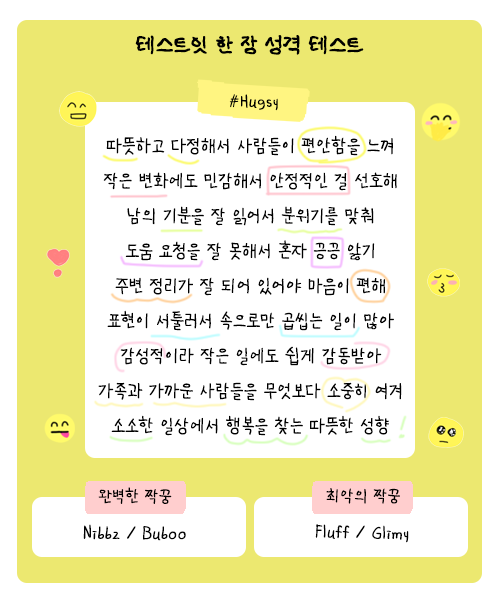 테스트잇 한 장 성격 테스트
#Hugsy
따뜻하고 다정해서 사람들이 편안함을 느껴
작은 변화에도 민감해서 안정적인 걸 선호해
남의 기분을 잘 읽어서 분위기를 맞춰
도움 요청을 잘 못해서 혼자 끙끙 앓기
주변 정리가 잘 되어 있어야 마음이 편해
표현이 서툴러서 속으로만 곱씹는 일이 많아
감성적이라 작은 일에도 쉽게 감동받아
가족과 가까운 사람들을 무엇보다 소중히 여겨
소소한 일상에서 행복을 찾는 따뜻한 성향
완벽한 짝꿍
Nibbz / Buboo
최악의 짝꿍
Fluff / Glimy